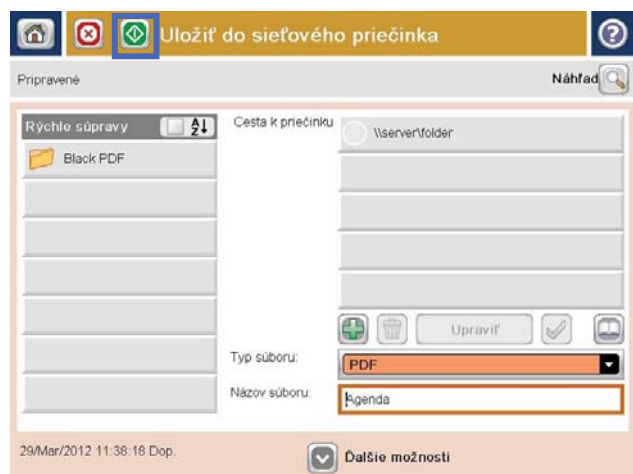 Uložiť do sieťového priečinka
Pripravené
Náhľad
Rýchle súpravy
Cesta k priečinku
\\server\folder
Black PDF
Upraviť
Typ súboru:
PDF
Názov súboru:
Agenda
29/Mar/2012 11:38:18 Dop.
Ďalšie možnosti